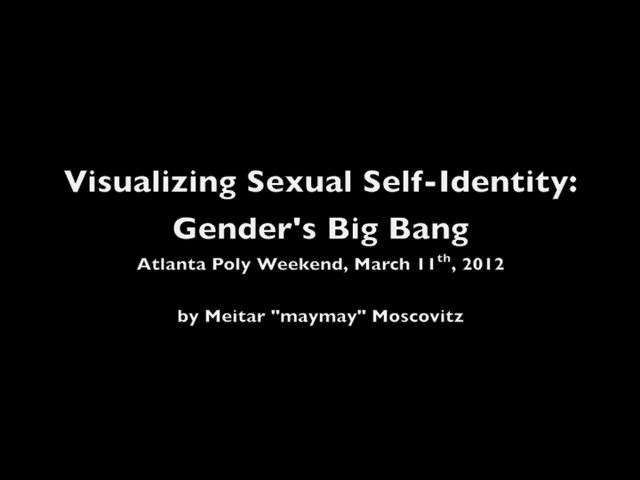 Visualizing Sexual Self-Identity:
Gender's Big Bang
Atlanta Poly Weekend, March 11th, 2012
by Meitar "maymay" Moscovitz